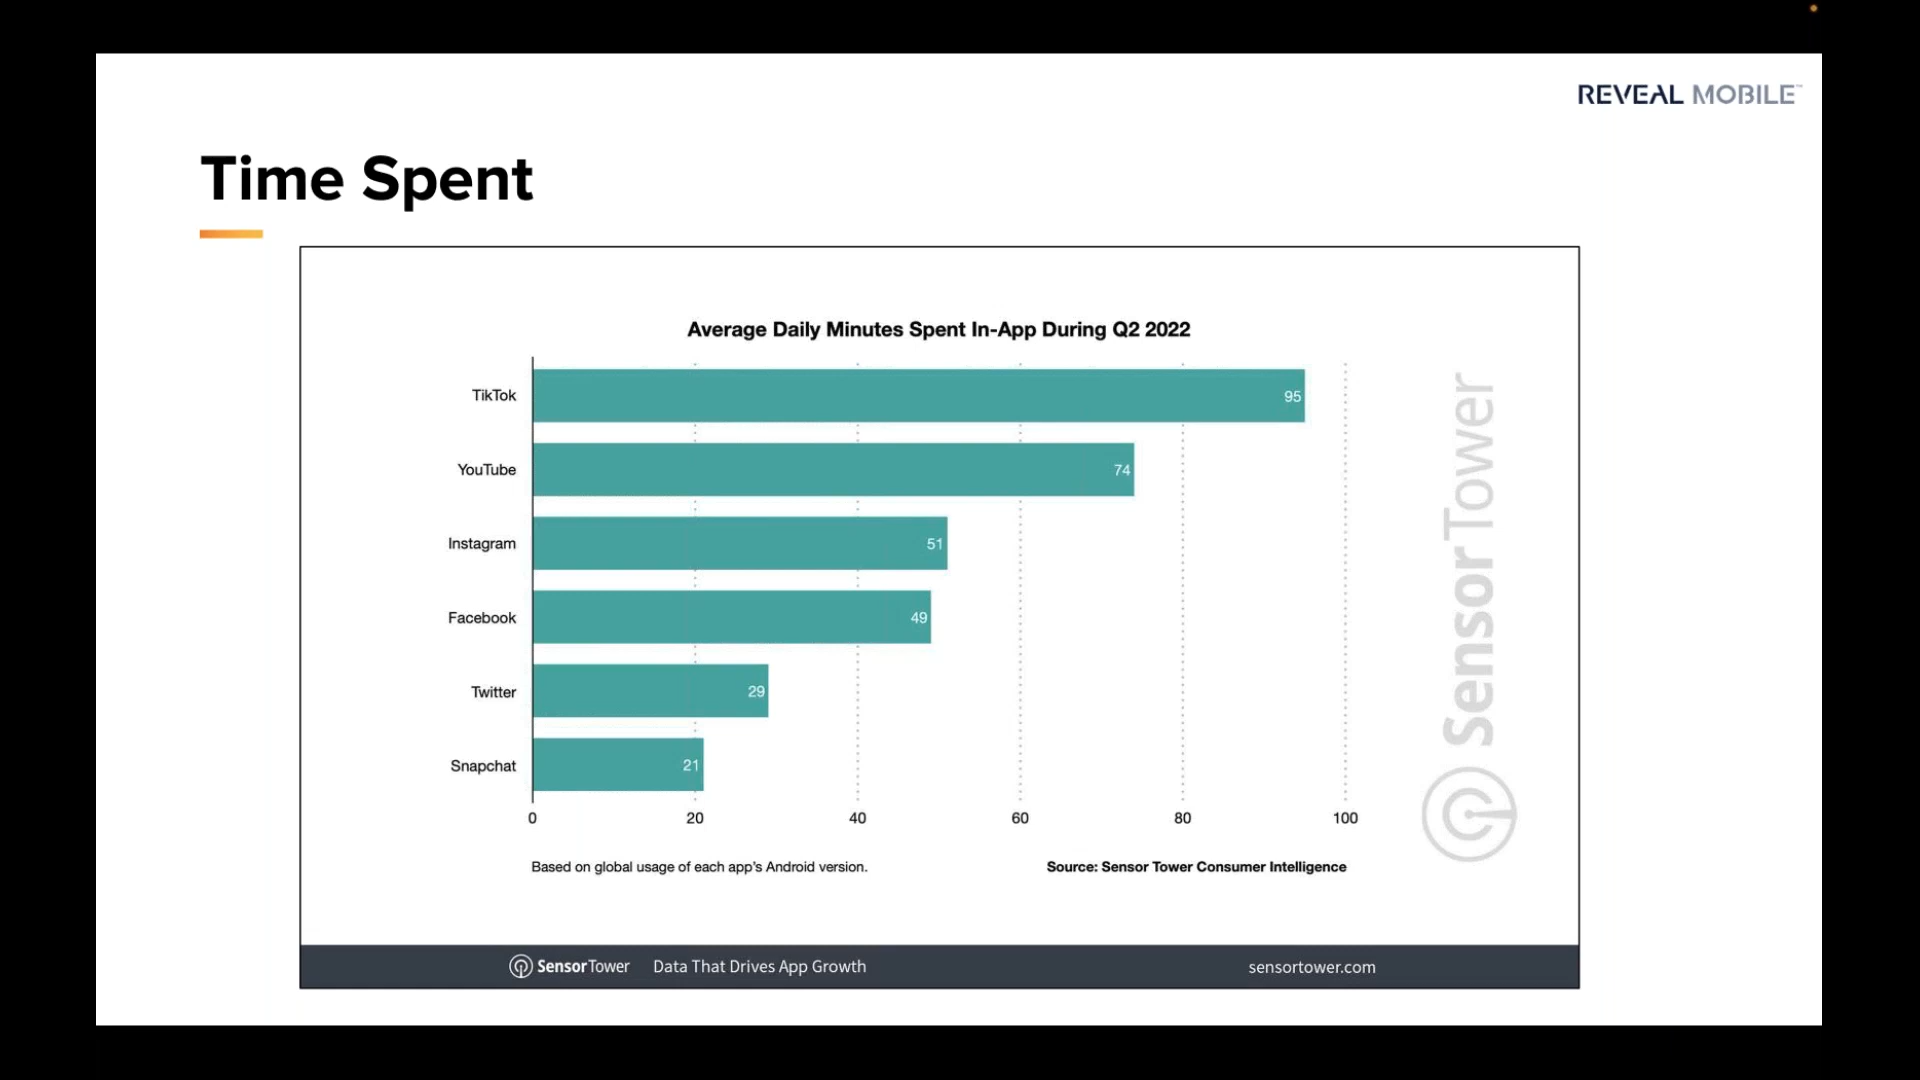 REVEAL MOBILE™
Time Spent
Average Daily Minutes Spent In-App During Q2 2022
TikTok 95
YouTube 74
Instagram 51
Facebook 49
Twitter 29
Snapchat 21
0 20 40 60 80 100
Based on global usage of each app's Android version. Source: Sensor Tower Consumer Intelligence
SensorTower
SensorTower Data That Drives App Growth sensortower.com